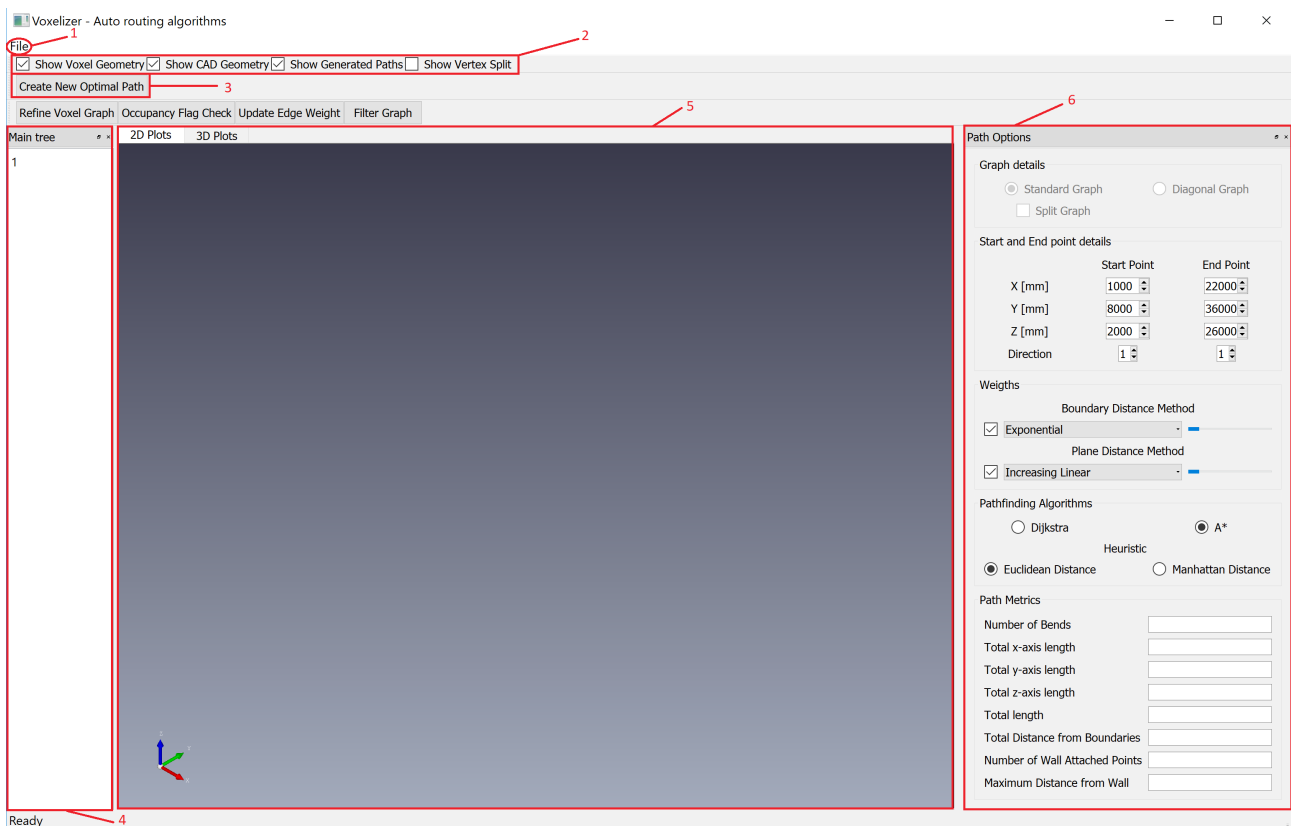 Voxelizer - Auto routing algorithms
1
File
2
Show Voxel Geometry Show CAD Geometry Show Generated Paths Show Vertex Split
Create New Optimal Path
3
Refine Voxel Graph Occupancy Flag Check Update Edge Weight Filter Graph
5
6
Main tree
2D Plots 3D Plots
Path Options
1
Graph details
Standard Graph Diagonal Graph
Split Graph
Start and End point details
Start Point End Point
X [mm] 1000 22000
Y [mm] 8000 36000
Z [mm] 2000 26000
Direction 1 1
Weigths
Boundary Distance Method
Exponential
Plane Distance Method
Increasing Linear
Pathfinding Algorithms
Dijkstra A*
Heuristic
Euclidean Distance Manhattan Distance
Path Metrics
Number of Bends
Total x-axis length
Total y-axis length
Total z-axis length
Total length
Total Distance from Boundaries
Number of Wall Attached Points
Maximum Distance from Wall
Ready
4